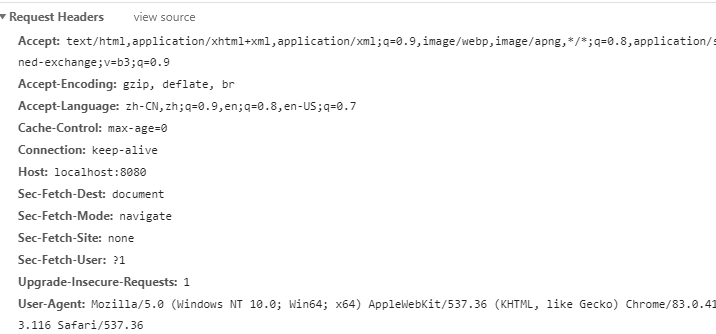 Request Headers view source
Accept: text/html,application/xhtml+xml,application/xml;q=0.9,image/webp,image/apng,*/*;q=0.8,application/s
ned-exchange;v=b3;q=0.9
Accept-Encoding: gzip, deflate, br
Accept-Language: zh-CN,zh;q=0.9,en;q=0.8,en-US;q=0.7
Cache-Control: max-age=0
Connection: keep-alive
Host: localhost:8080
Sec-Fetch-Dest: document
Sec-Fetch-Mode: navigate
Sec-Fetch-Site: none
Sec-Fetch-User: ?1
Upgrade-Insecure-Requests: 1
User-Agent: Mozilla/5.0 (Windows NT 10.0; Win64; x64) AppleWebKit/537.36 (KHTML, like Gecko) Chrome/83.0.41
3.116 Safari/537.36